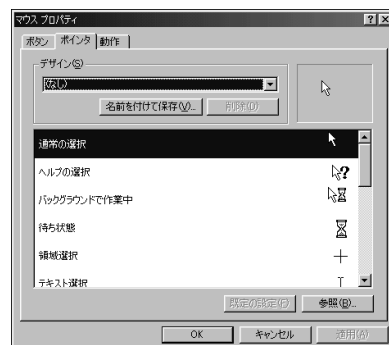 マウス プロパティ
ボタン ポインタ 動作
デザイン(S)
(なし)
名前を付けて保存(V)... 削除(D)
通常の選択
ヘルプの選択
バックグラウンドで作業中
待ち状態
領域選択
テキスト選択
既定の設定(F) 参照(B)...
OK キャンセル 適用(A)